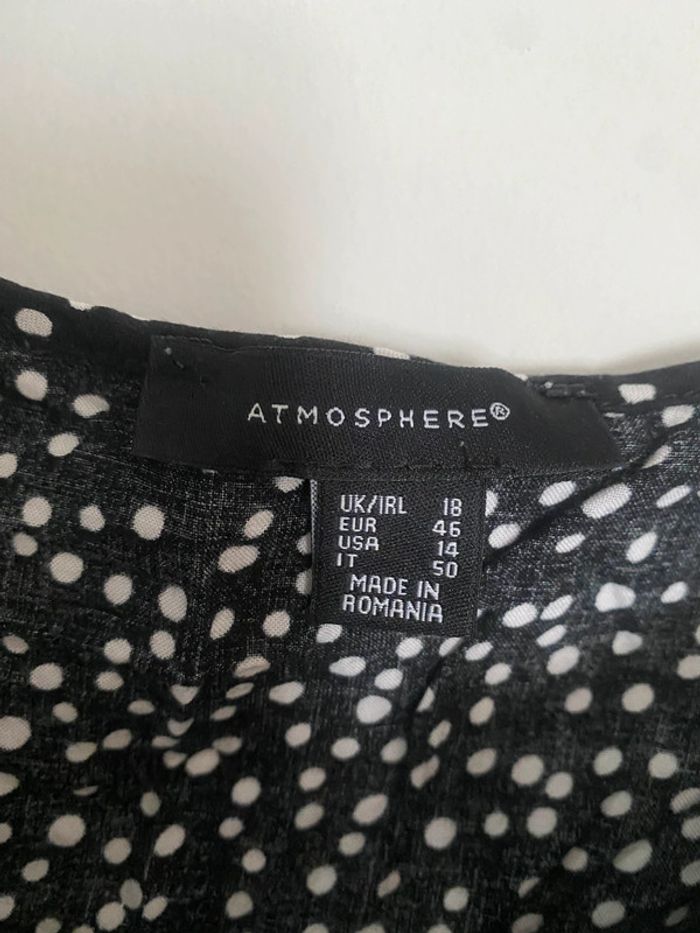 ATMOSPHERE®
UK/IRL 18
EUR 46
USA 14
IT 50
MADE IN
ROMANIA